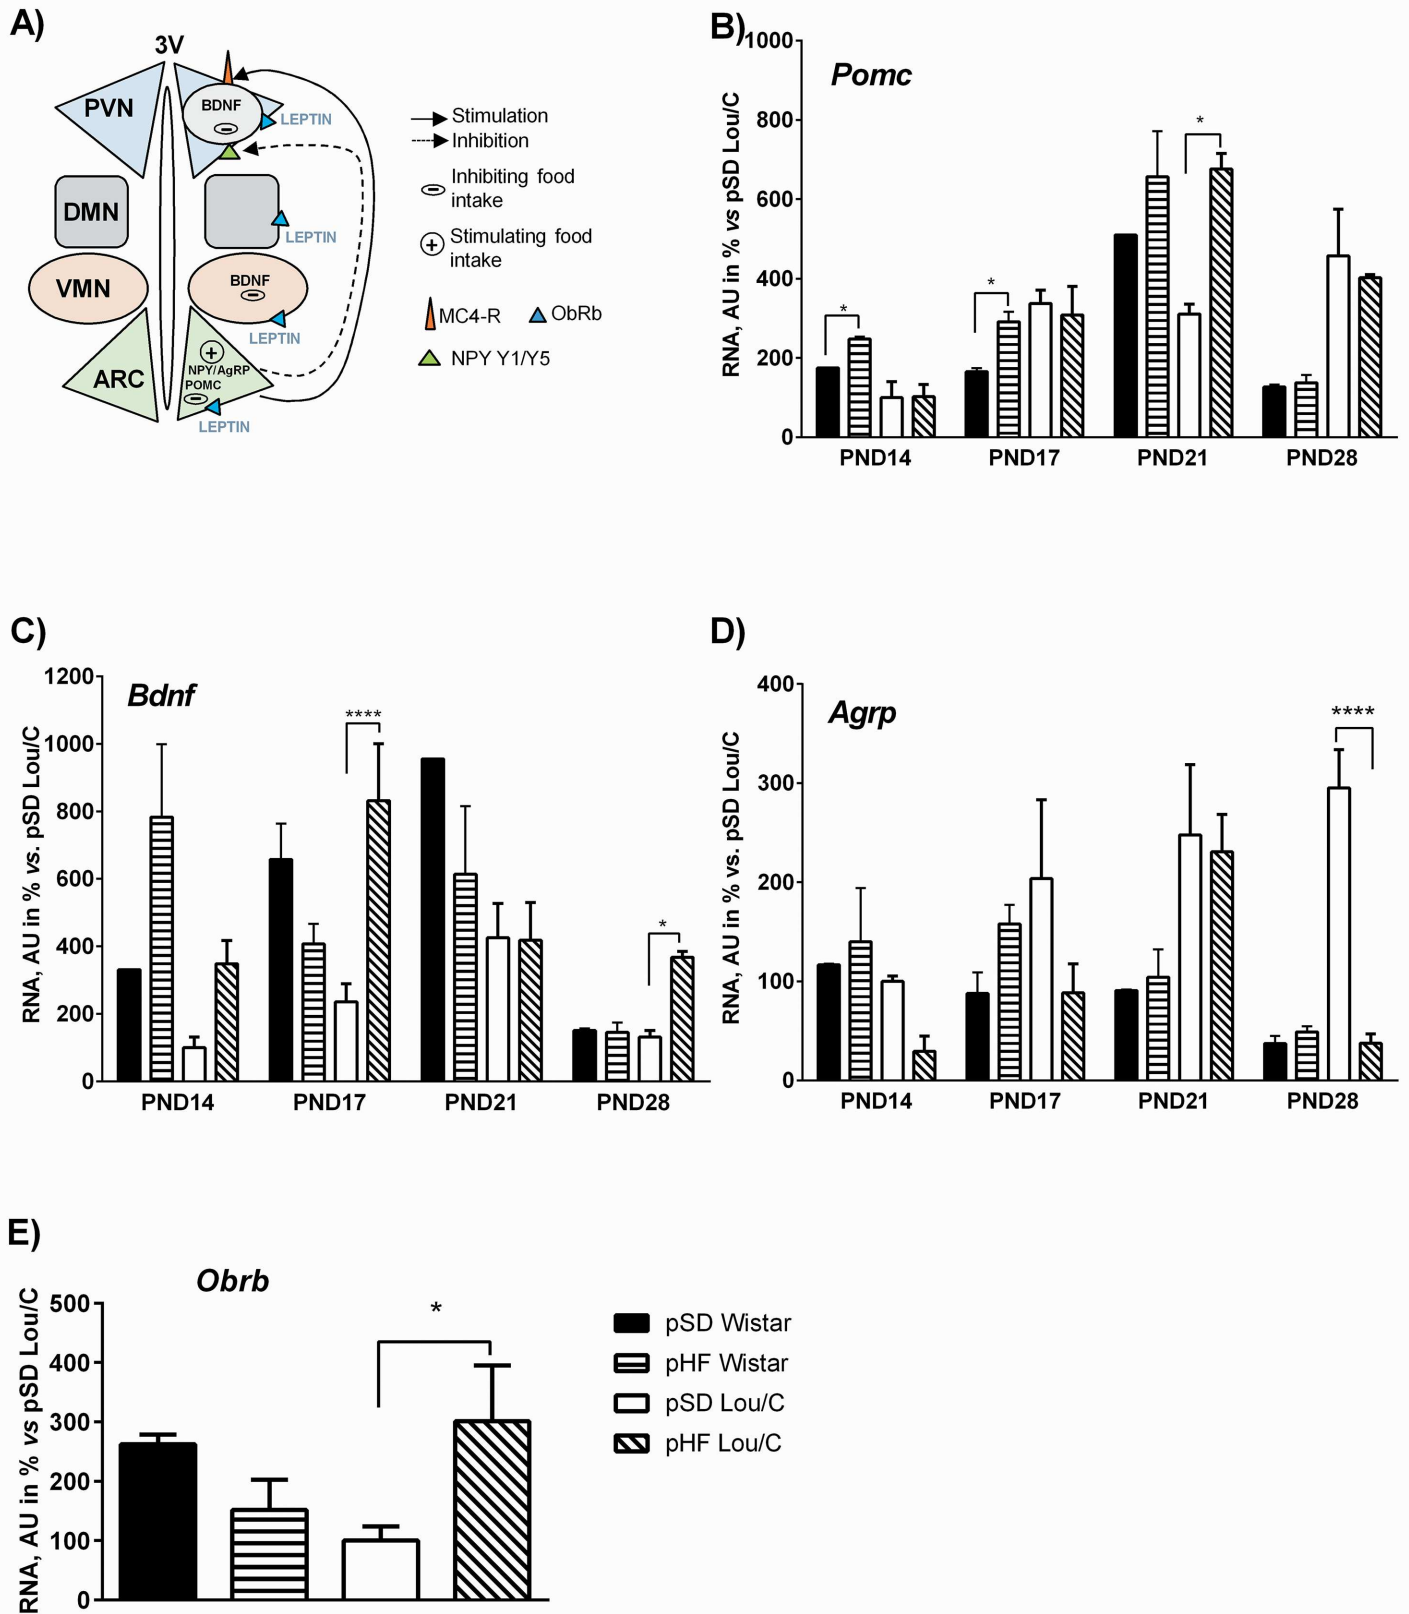 A)
3V
PVN
BDNF
LEPTIN
DMN
LEPTIN
VMN
BDNF
LEPTIN
ARC
NPY/AgRP
POMC
LEPTIN
Stimulation
Inhibition
Inhibiting food
intake
Stimulating food
intake
MC4-R
ObRb
NPY Y1/Y5
B)
Pomc
RNA, AU in % vs pSD Lou/C
1000
800
600
400
200
0
*
*
*
PND14 PND17 PND21 PND28
C)
Bdnf
RNA, AU in % vs. pSD Lou/C
1200
1000
800
600
400
200
0
****
*
PND14 PND17 PND21 PND28
D)
Agrp
RNA, AU in % vs. pSD Lou/C
400
300
200
100
0
****
PND14 PND17 PND21 PND28
E)
Obrb
RNA, AU in % vs pSD Lou/C
500
400
300
200
100
0
*
pSD Wistar
pHF Wistar
pSD Lou/C
pHF Lou/C